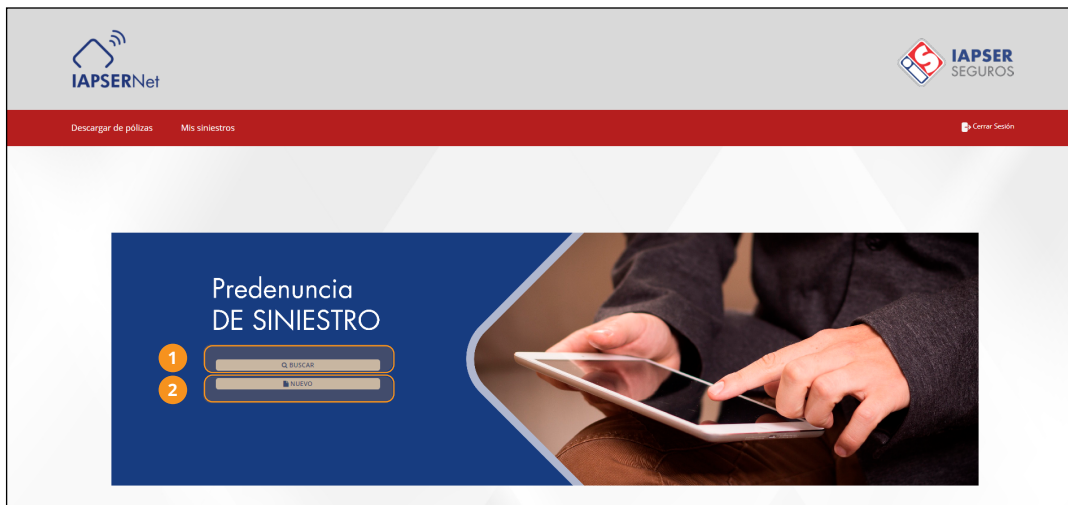 IAPSERNet
IAPSER
SEGUROS
Descargar de pólizas
Mis siniestros
Cerrar Sesión
Predenuncia
DE SINIESTRO
1
BUSCAR
2
NUEVO